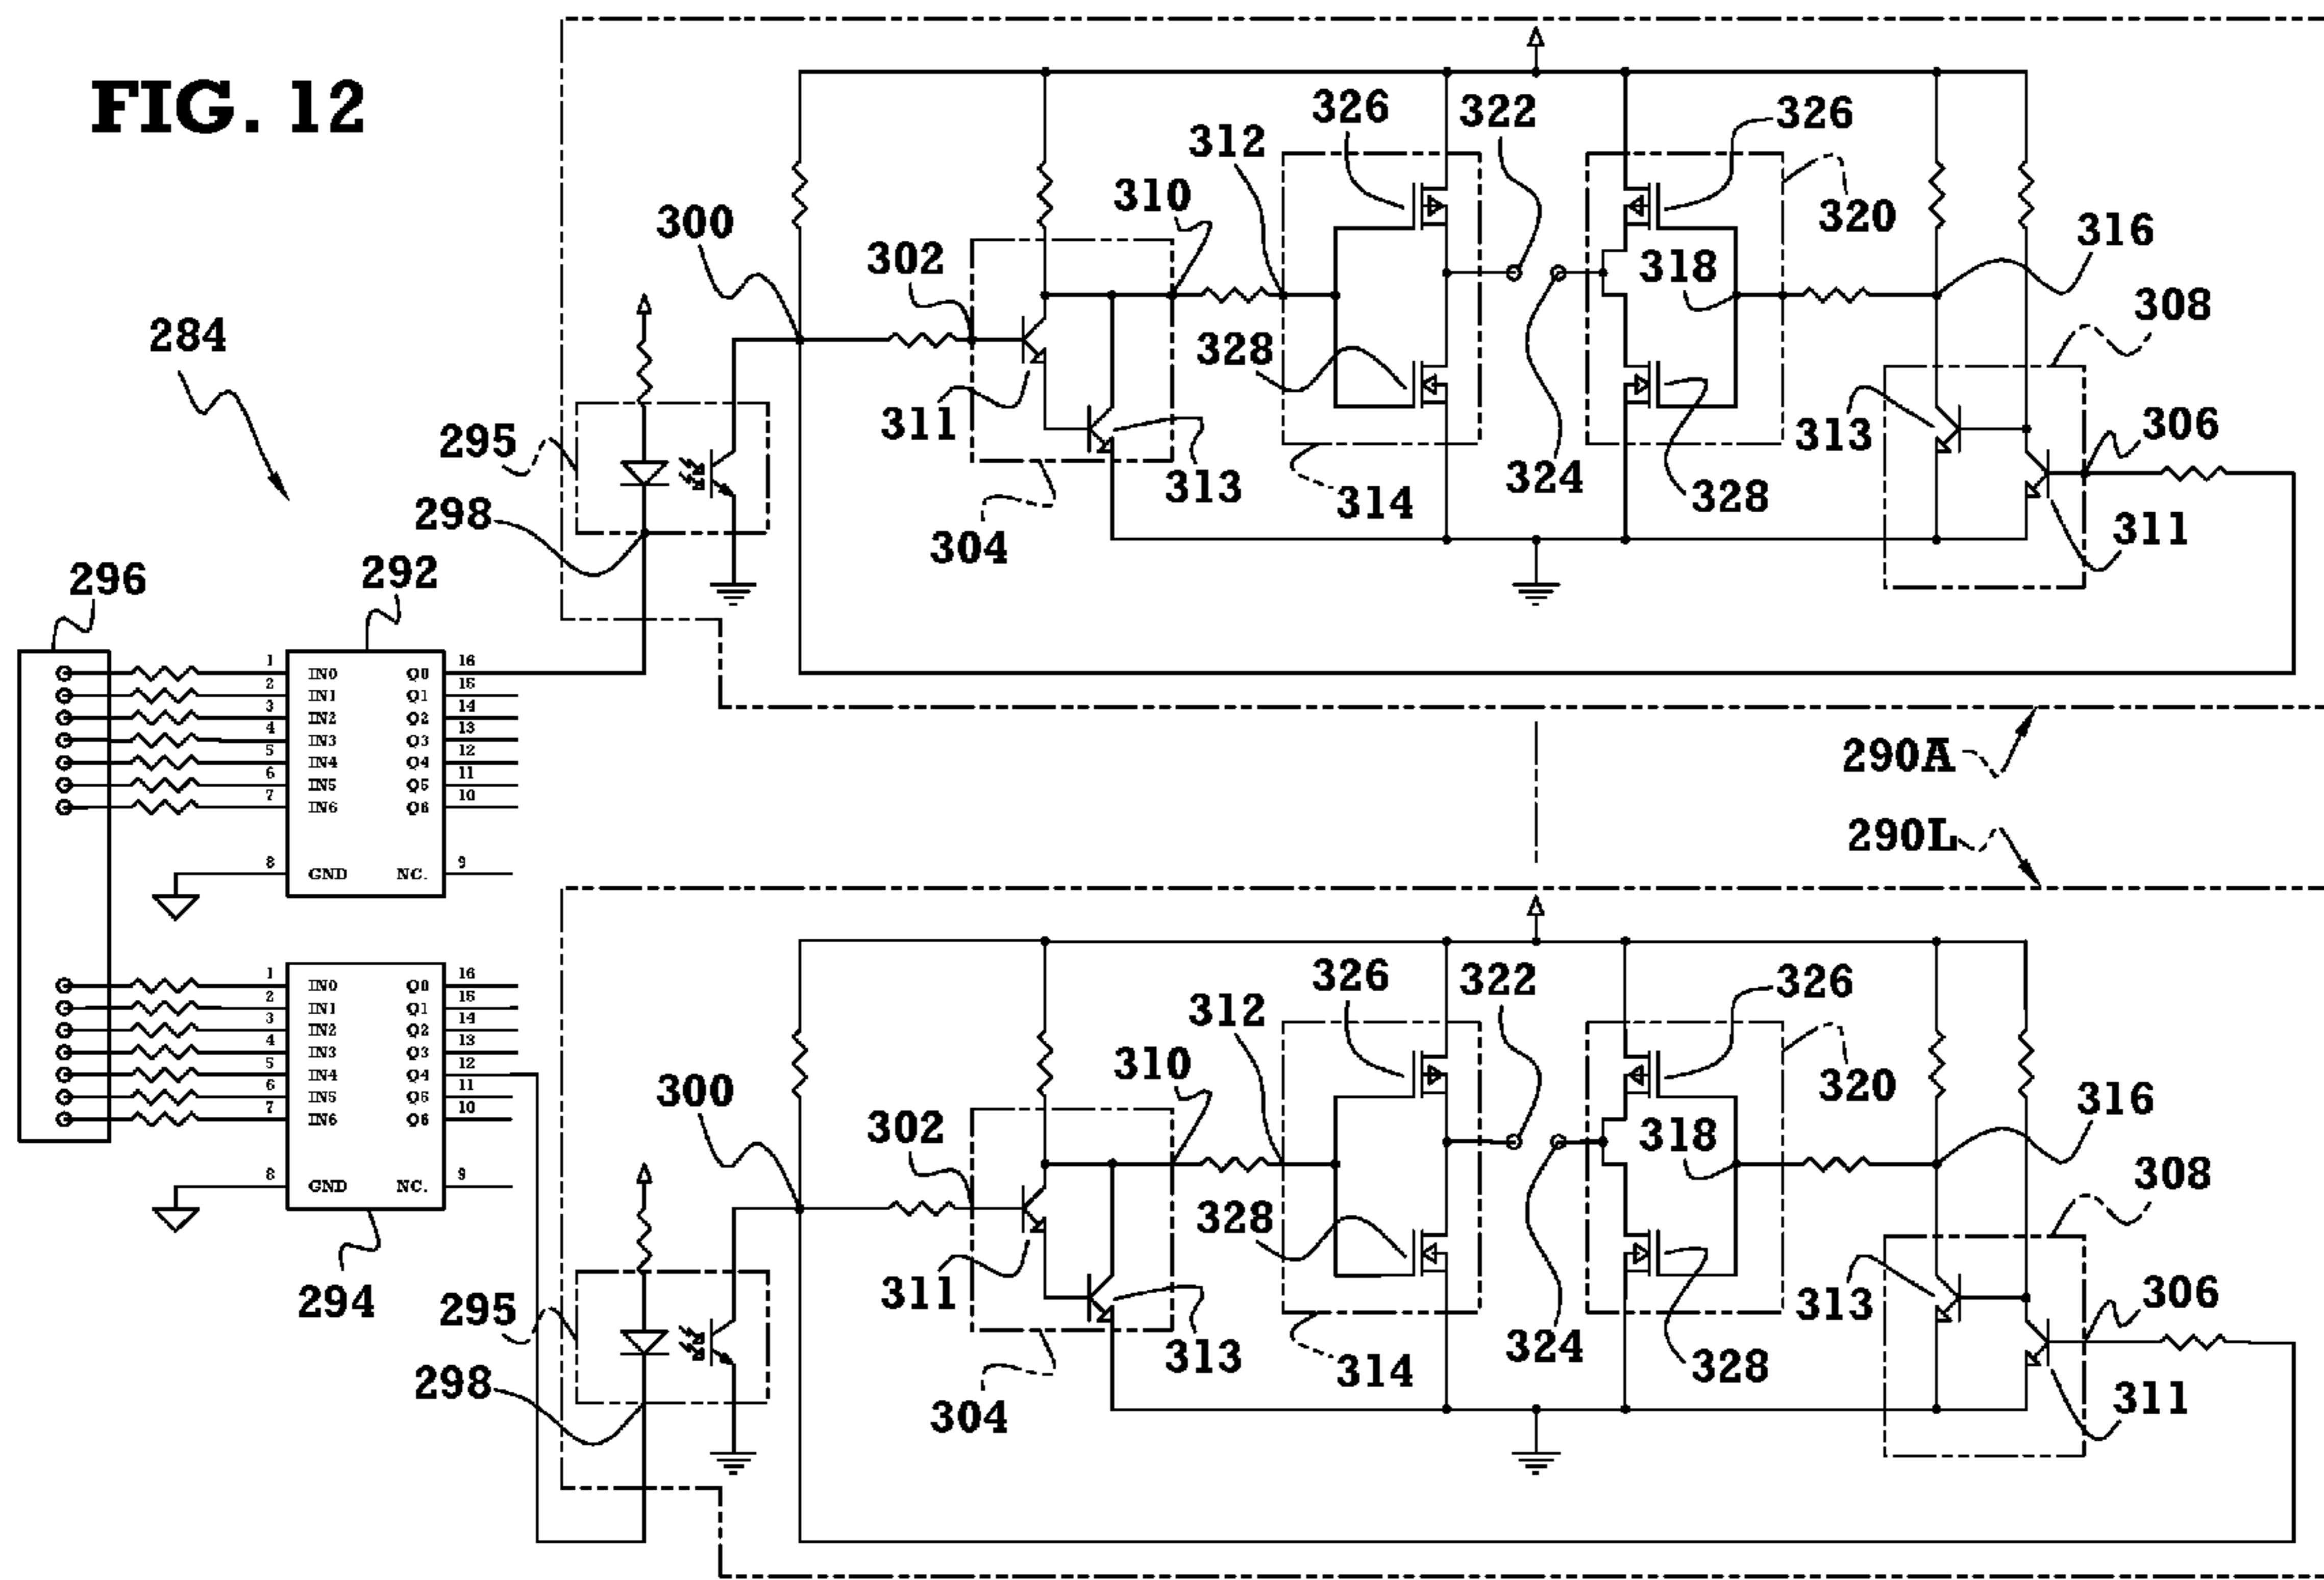 FIG. 12
284
326
322
326
312
310
320
300
302
318
316
308
328
311
295
313
306
298
324
313
328
314
304
311
296
292
1 IN0 Q0 16
2 IN1 Q1 15
3 IN2 Q2 14
4 IN3 Q3 13
5 IN4 Q4 12
6 IN5 Q5 11
7 IN6 Q6 10
8 GND NC. 9
290A
290L
1 IN0 Q0 16
2 IN1 Q1 15
3 IN2 Q2 14
4 IN3 Q3 13
5 IN4 Q4 12
6 IN5 Q5 11
7 IN6 Q6 10
8 GND NC. 9
294
326
322
326
312
310
320
300
302
318
316
308
328
311
295
313
306
298
324
313
328
314
304
311